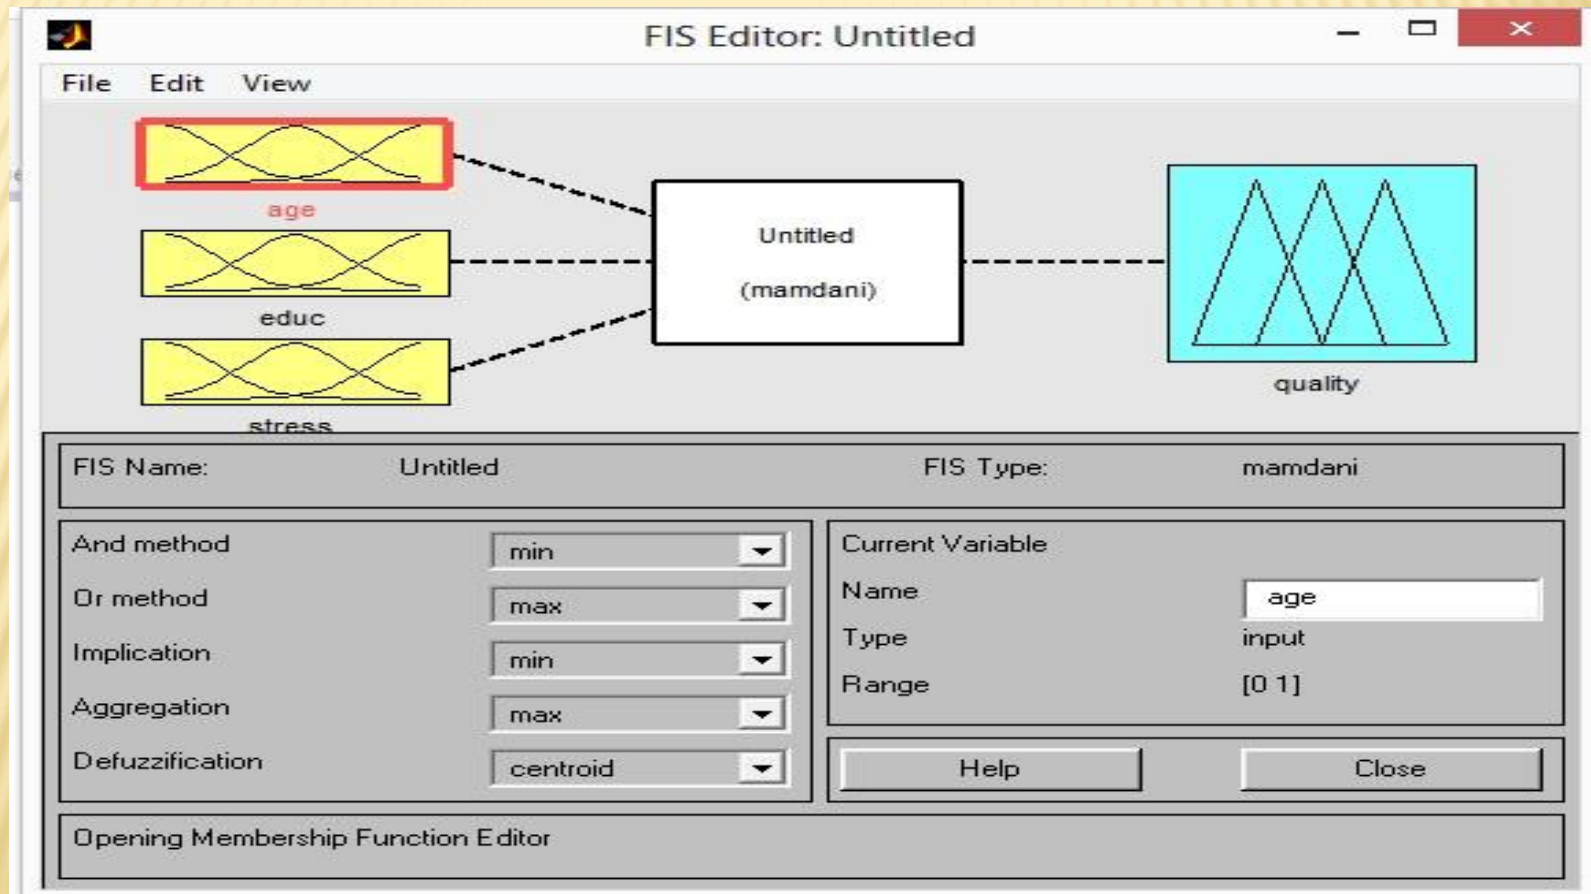 FIS Editor: Untitled
File Edit View
age
educ
stress
Untitled
(mamdani)
quality
FIS Name: Untitled FIS Type: mamdani
And method min
Or method max
Implication min
Aggregation max
Defuzzification centroid
Current Variable
Name age
Type input
Range [0 1]
Help Close
Opening Membership Function Editor